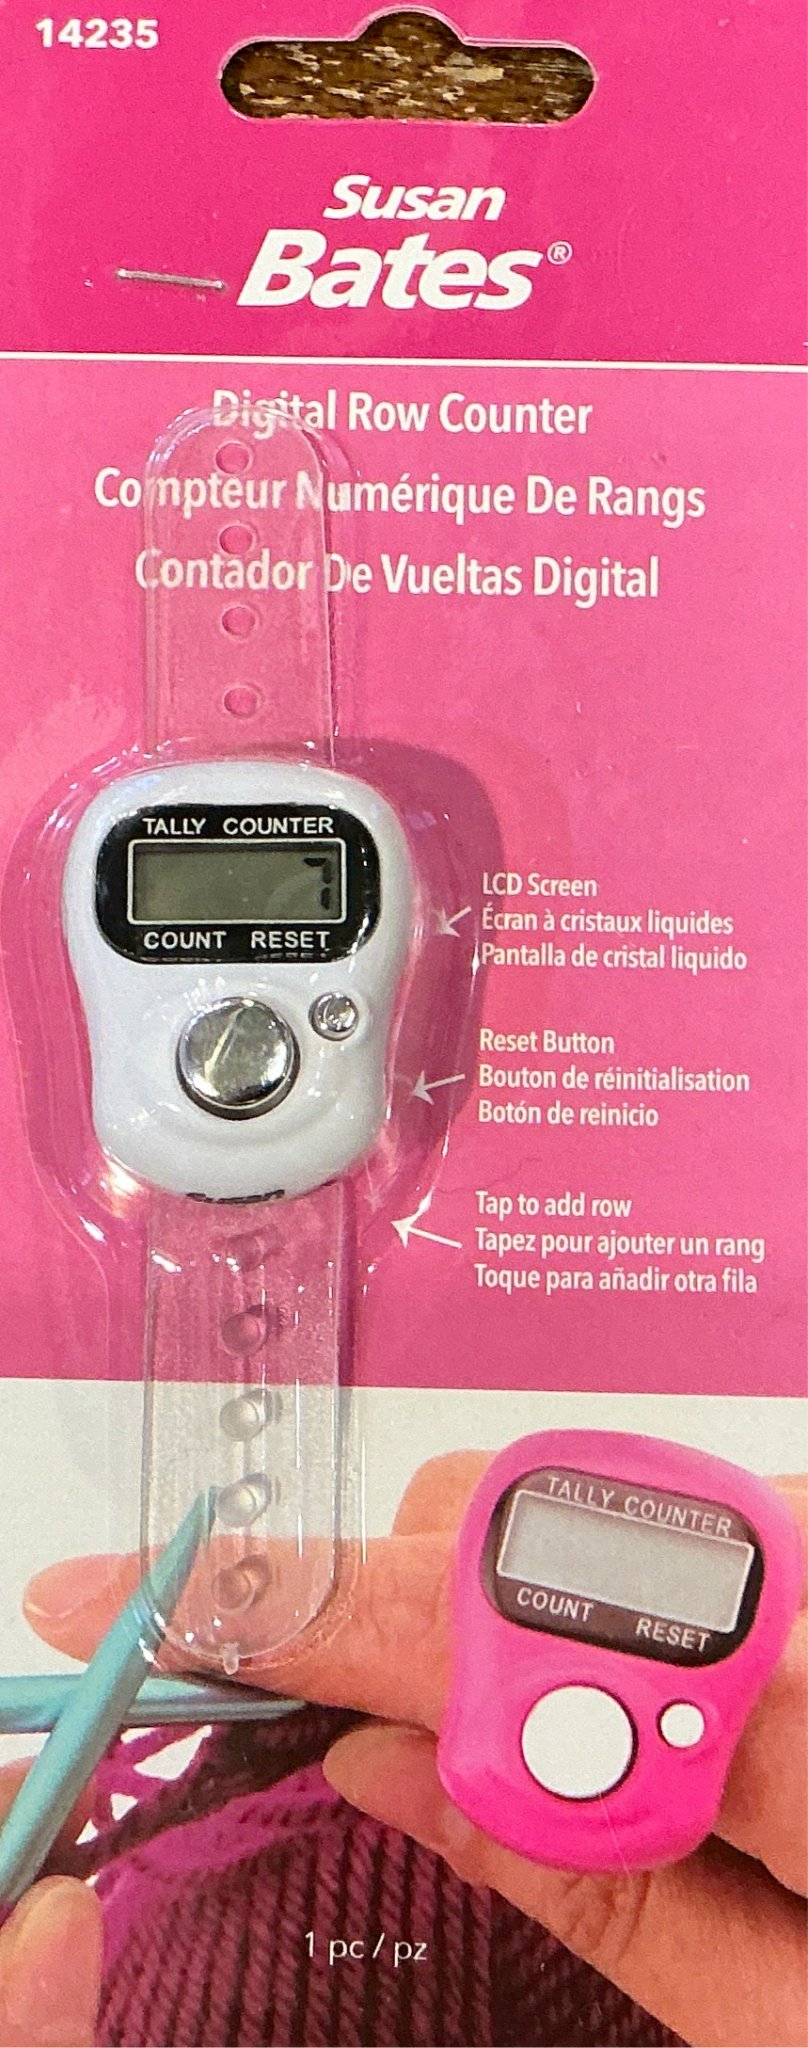 14235
Susan
Bates®
Digital Row Counter
Compteur Numérique De Rangs
Contador De Vueltas Digital
TALLY COUNTER
7
COUNT RESET
LCD Screen
Écran à cristaux liquides
Pantalla de cristal liquido
Reset Button
Bouton de réinitialisation
Botón de reinicio
Susan
Tap to add row
Tapez pour ajouter un rang
Toque para añadir otra fila
TALLY COUNTER
COUNT RESET
1 pc / pz